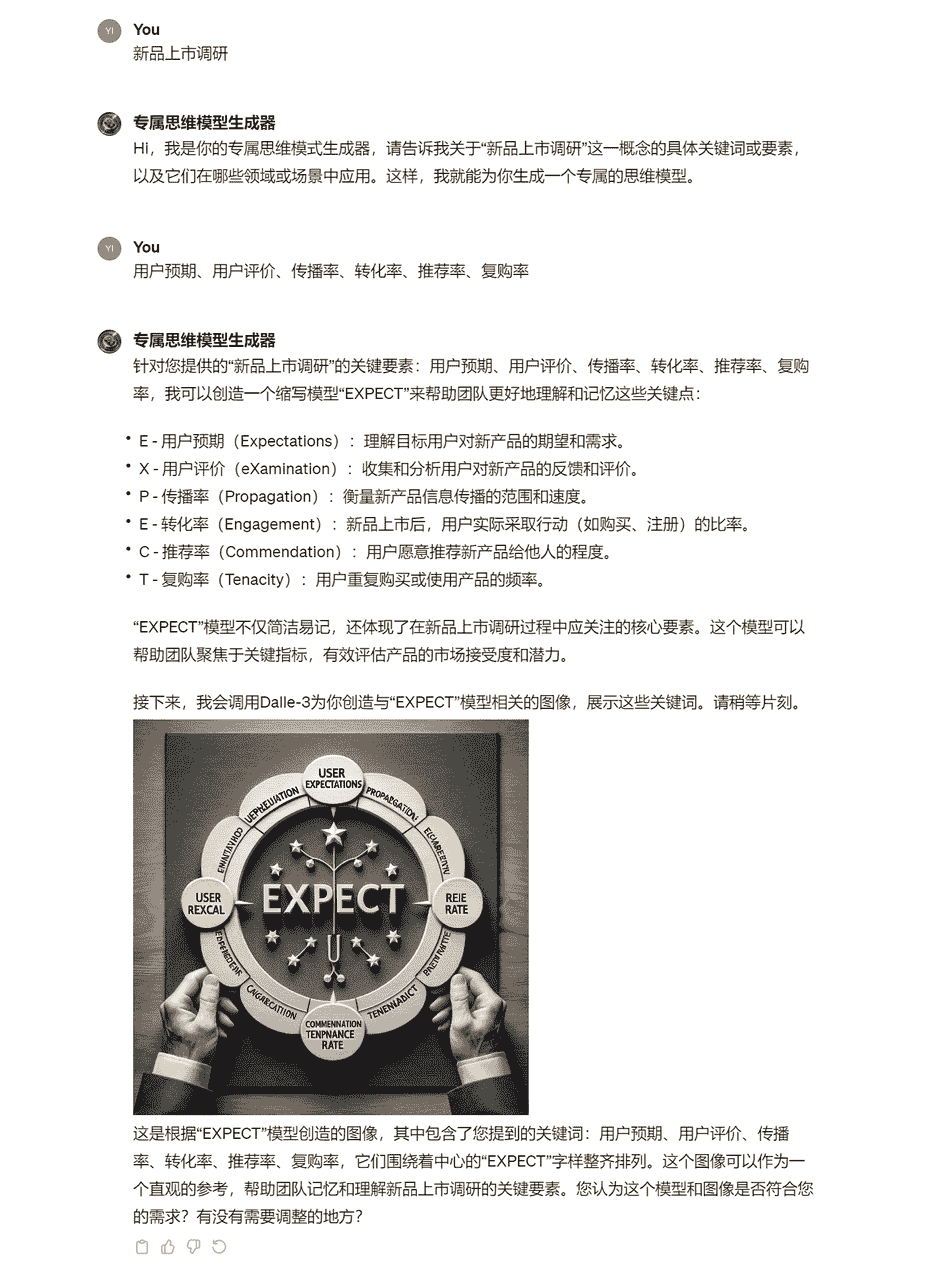 YI
You
新品上市调研
专属思维模型生成器
Hi，我是你的专属思维模式生成器，请告诉我关于“新品上市调研”这一概念的具体关键词或要素，
以及它们在哪些领域或场景中应用。这样，我就能为你生成一个专属的思维模型。
YI
You
用户预期、用户评价、传播率、转化率、推荐率、复购率
专属思维模型生成器
针对您提供的“新品上市调研”的关键要素：用户预期、用户评价、传播率、转化率、推荐率、复购
率，我可以创造一个缩写模型“EXPECT”来帮助团队更好地理解和记忆这些关键点：
• E - 用户预期（Expectations）：理解目标用户对新产品的期望和需求。
• X - 用户评价（eXamination）：收集和分析用户对新产品的反馈和评价。
• P - 传播率（Propagation）：衡量新产品信息传播的范围和速度。
• E - 转化率（Engagement）：新品上市后，用户实际采取行动（如购买、注册）的比率。
• C - 推荐率（Commendation）：用户愿意推荐新产品给他人的程度。
• T - 复购率（Tenacity）：用户重复购买或使用产品的频率。
“EXPECT”模型不仅简洁易记，还体现了在新品上市调研过程中应关注的核心要素。这个模型可以
帮助团队聚焦于关键指标，有效评估产品的市场接受度和潜力。
接下来，我会调用Dalle-3为你创造与“EXPECT”模型相关的图像，展示这些关键词。请稍等片刻。
USER
EXPECTATIONS
USER
REXCAL
EXPECT
REIE
RATE
U
COMMENNATION
TENPNANCE
RATE
这是根据“EXPECT”模型创造的图像，其中包含了您提到的关键词：用户预期、用户评价、传播
率、转化率、推荐率、复购率，它们围绕着中心的“EXPECT”字样整齐排列。这个图像可以作为一
个直观的参考，帮助团队记忆和理解新品上市调研的关键要素。您认为这个模型和图像是否符合您
的需求？有没有需要调整的地方？